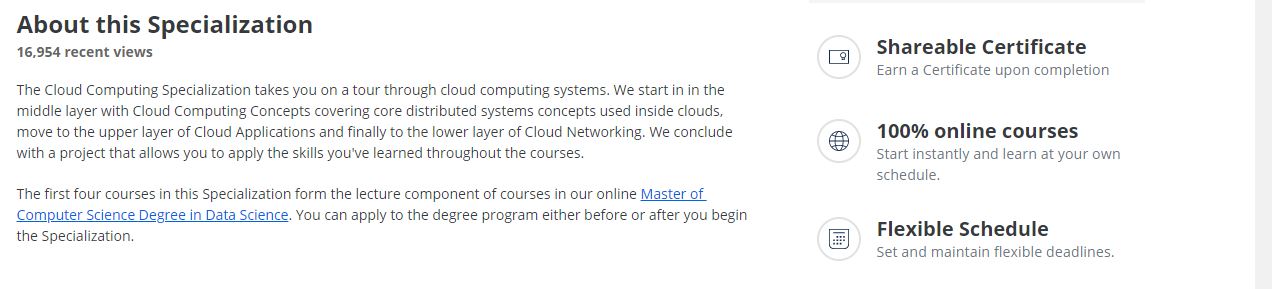 About this Specialization
16,954 recent views
The Cloud Computing Specialization takes you on a tour through cloud computing systems. We start in in the
middle layer with Cloud Computing Concepts covering core distributed systems concepts used inside clouds,
move to the upper layer of Cloud Applications and finally to the lower layer of Cloud Networking. We conclude
with a project that allows you to apply the skills you've learned throughout the courses.
The first four courses in this Specialization form the lecture component of courses in our online Master of
Computer Science Degree in Data Science. You can apply to the degree program either before or after you begin
the Specialization.
Shareable Certificate
Earn a Certificate upon completion
100% online courses
Start instantly and learn at your own
schedule.
Flexible Schedule
Set and maintain flexible deadlines.